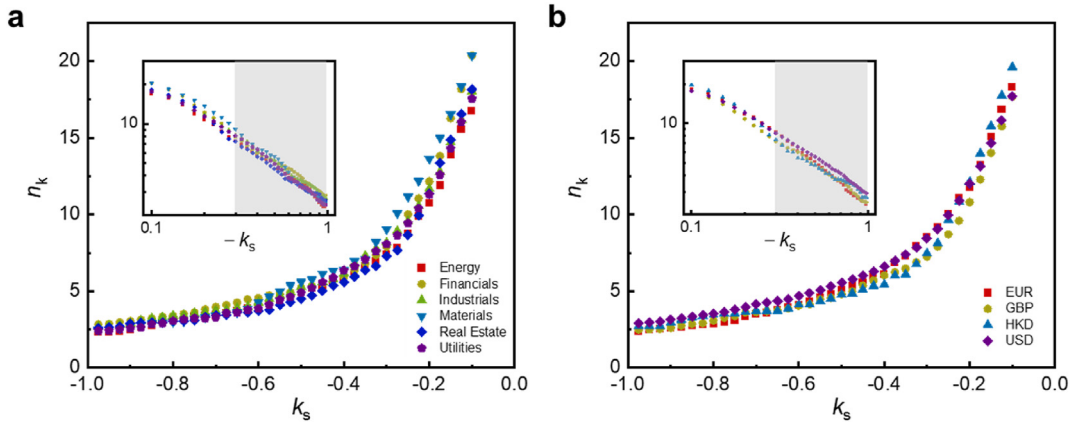 a
20
15
10
5
0
n_k
-1.0
-0.8
-0.6
-0.4
-0.2
0.0
k_s
10
0.1
1
− k_s
Energy
Financials
Industrials
Materials
Real Estate
Utilities
b
20
15
10
5
0
n_k
-1.0
-0.8
-0.6
-0.4
-0.2
0.0
k_s
10
0.1
1
− k_s
EUR
GBP
HKD
USD